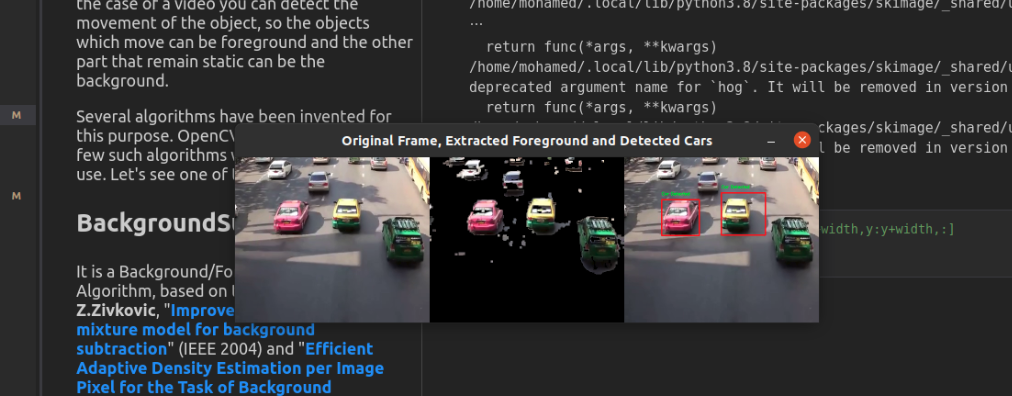 the case of a video you can detect the
movement of the object, so the objects
which move can be foreground and the other
part that remain static can be the
background.
Several algorithms have been invented for
this purpose. OpenCV
few such algorithms
use. Let's see one of
BackgroundSu
It is a Background/Fo
Algorithm, based on
Z.Zivkovic, "Improve
mixture model for background
subtraction" (IEEE 2004) and "Efficient
Adaptive Density Estimation per Image
Pixel for the Task of Background
M
M
/home/mohamed/.local/lib/python3.8/site-packages/skimage/_shared/u
...
return func(*args, **kwargs)
/home/mohamed/.local/lib/python3.8/site-packages/skimage/_shared/u
deprecated argument name for `hog`. It will be removed in version
return func(*args, **kwargs)
packages/skimage/_shared/u
be removed in version
width,y:y+width,:]
Original Frame, Extracted Foreground and Detected Cars